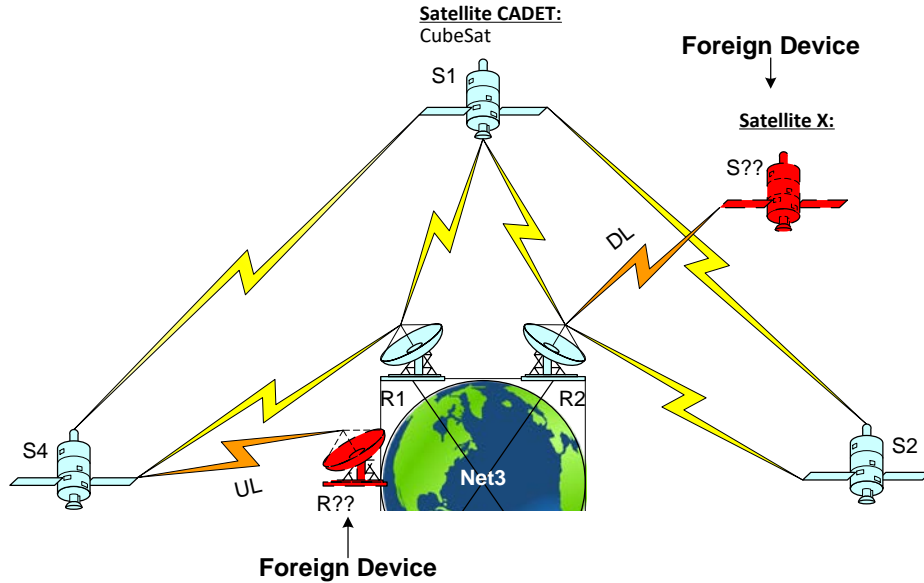 Satellite CADET:
CubeSat
S1
Foreign Device
Satellite X:
S??
DL
R1
R2
S4
S2
UL
R??
Net3
Foreign Device